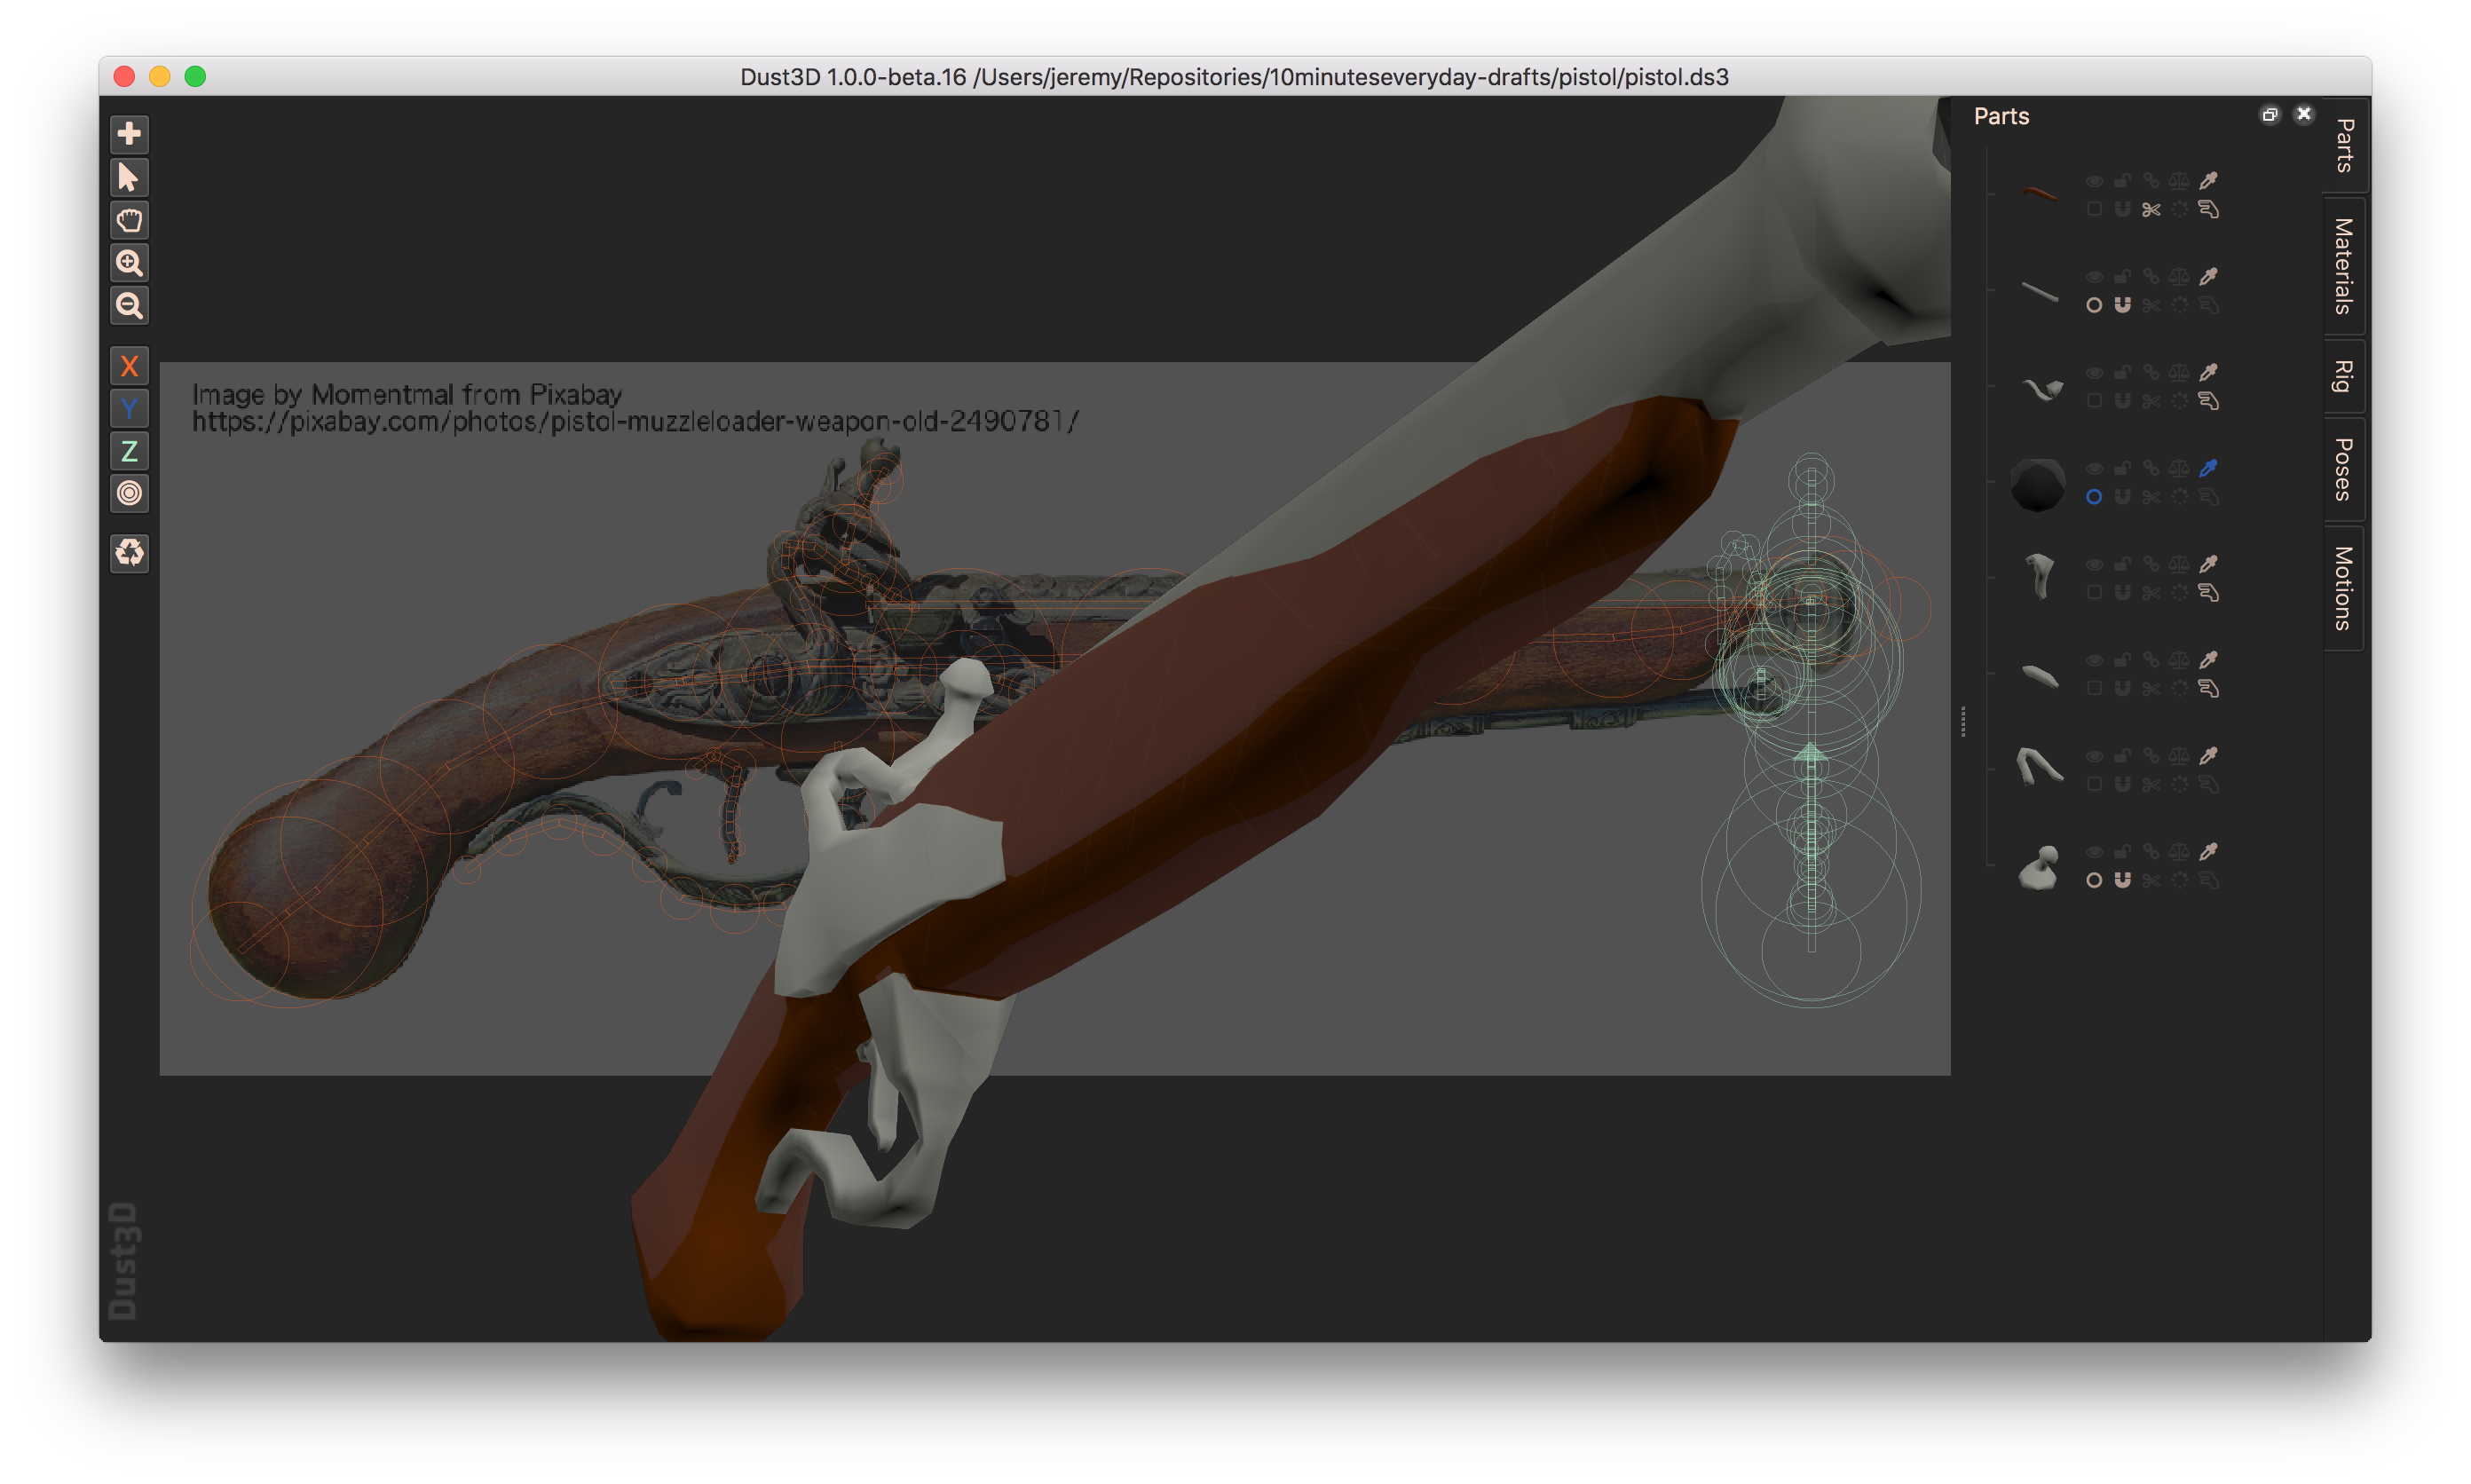 Dust3D 1.0.0-beta.16 /Users/jeremy/Repositories/10minuteseveryday-drafts/pistol/pistol.ds3
Parts
Parts
Materials
Rig
Poses
Motions
X
Y
Z
Image by Momentmal from Pixabay
https://pixabay.com/photos/pistol-muzzleloader-weapon-old-2490781/
Dust3D